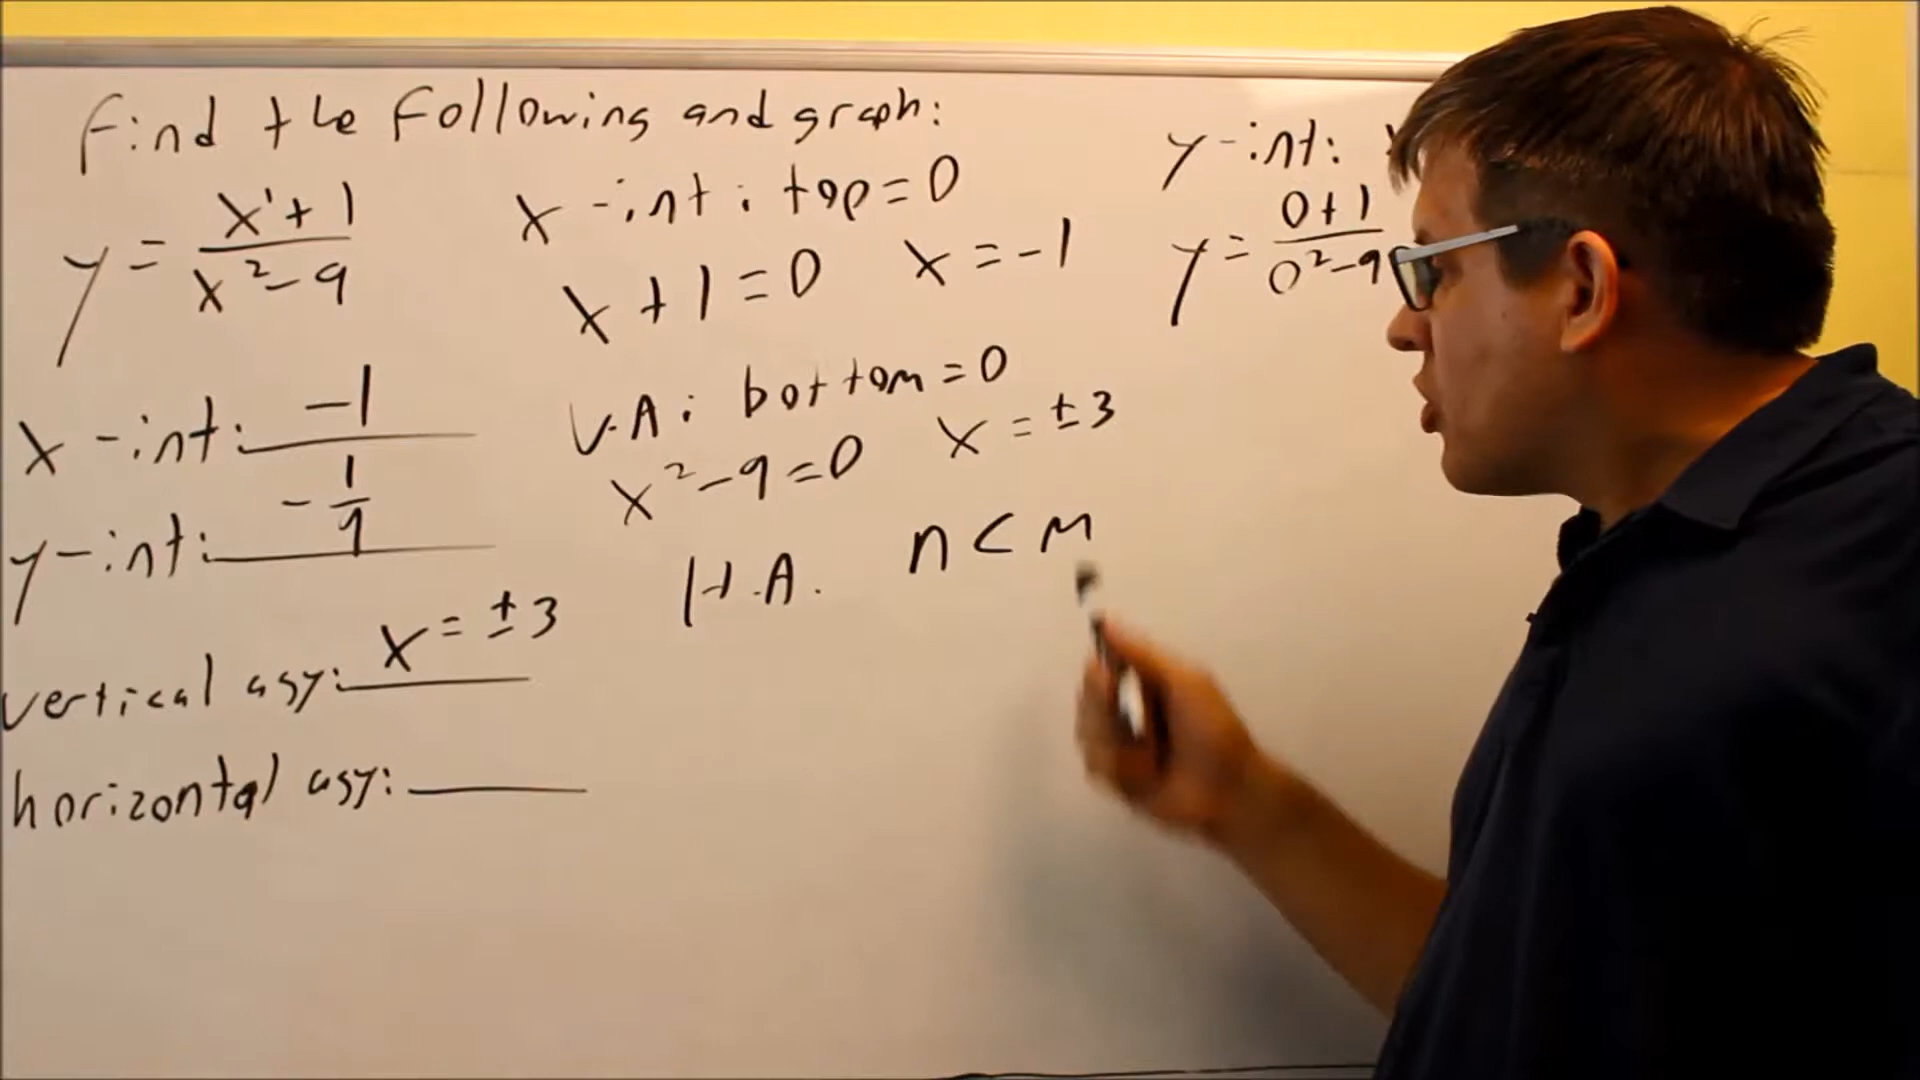 Find the following and graph:
y = x¹+1 / x²-9
x-int: -1
y-int: -1/9
vertical asy: x = ±3
horizontal asy:
x-int: top = 0
x+1=0 x=-1
V.A: bottom=0
x²-9=0 x=±3
H.A. n<m
y-int:
y = 0+1 / 0²-9